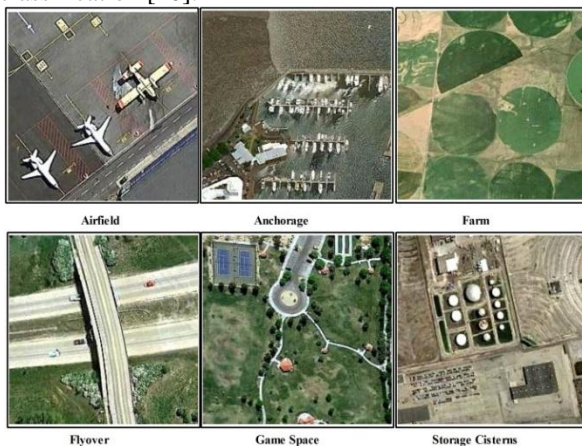 Airfield
Anchorage
Farm
Flyover
Game Space
Storage Cisterns